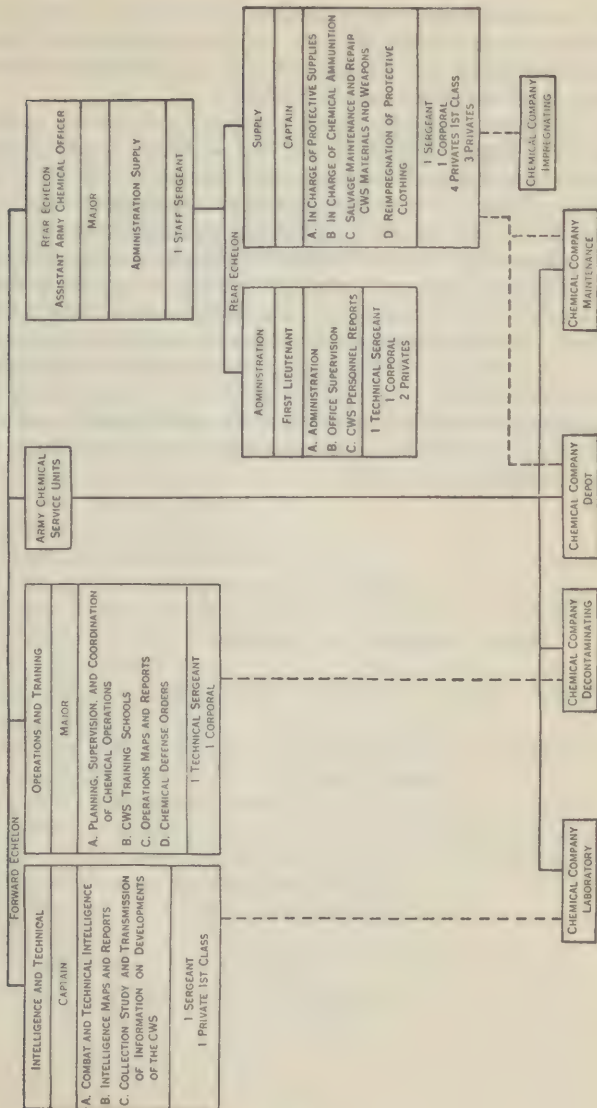 FORWARD ECHELON
INTELLIGENCE AND TECHNICAL
CAPTAIN
A. COMBAT AND TECHNICAL INTELLIGENCE
B. INTELLIGENCE MAPS AND REPORTS
C. COLLECTION STUDY AND TRANSMISSION
OF INFORMATION ON DEVELOPMENTS
OF THE CWS
1 SERGEANT
1 PRIVATE 1ST CLASS
OPERATIONS AND TRAINING
MAJOR
A. PLANNING, SUPERVISION, AND COORDINATION
OF CHEMICAL OPERATIONS
B. CWS TRAINING SCHOOLS
C. OPERATIONS MAPS AND REPORTS
D. CHEMICAL DEFENSE ORDERS
1 TECHNICAL SERGEANT
1 CORPORAL
ARMY CHEMICAL
SERVICE UNITS
REAR ECHELON
ASSISTANT ARMY CHEMICAL OFFICER
MAJOR
ADMINISTRATION SUPPLY
1 STAFF SERGEANT
REAR ECHELON
ADMINISTRATION
FIRST LIEUTENANT
A. ADMINISTRATION
B. OFFICE SUPERVISION
C. CWS PERSONNEL REPORTS
1 TECHNICAL SERGEANT
1 CORPORAL
2 PRIVATES
SUPPLY
CAPTAIN
A. IN CHARGE OF PROTECTIVE SUPPLIES
B IN CHARGE OF CHEMICAL AMMUNITION
C SALVAGE MAINTENANCE AND REPAIR
CWS MATERIALS AND WEAPONS
D REIMPREGNATION OF PROTECTIVE
CLOTHING
1 SERGEANT
1 CORPORAL
4 PRIVATES 1ST CLASS
3 PRIVATES
CHEMICAL COMPANY
LABORATORY
CHEMICAL COMPANY
DECONTAMINATING
CHEMICAL COMPANY
DEPOT
CHEMICAL COMPANY
MAINTENANCE
CHEMICAL COMPANY
IMPREGNATING